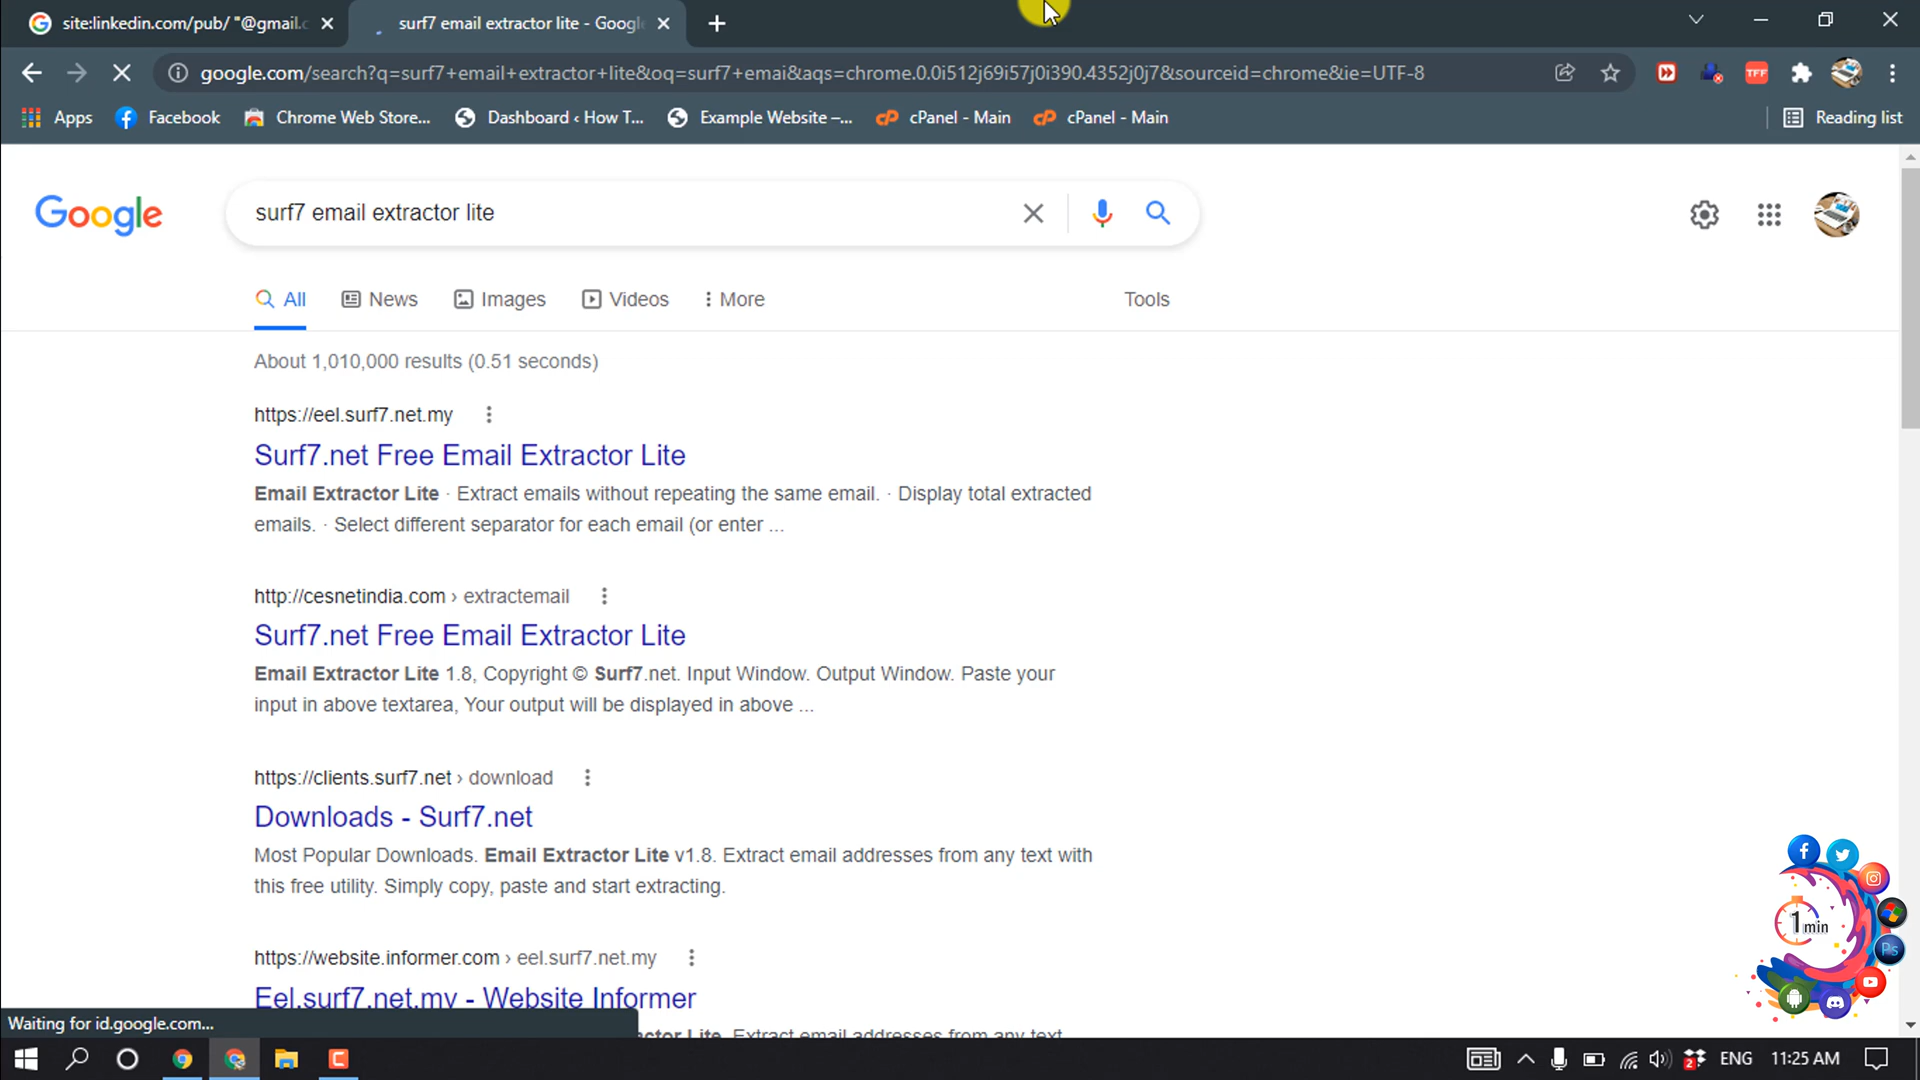 site:linkedin.com/pub/ "@gmail.c
surf7 email extractor lite - Googl
google.com/search?q=surf7+email+extractor+lite&oq=surf7+emai&aqs=chrome.0.0i512j69i57j0i390.4352j0j7&sourceid=chrome&ie=UTF-8
Apps Facebook Chrome Web Store... Dashboard ‹ How T... Example Website –... cPanel - Main cPanel - Main Reading list
Google surf7 email extractor lite
All News Images Videos More Tools
About 1,010,000 results (0.51 seconds)
https://eel.surf7.net.my
Surf7.net Free Email Extractor Lite
Email Extractor Lite · Extract emails without repeating the same email. · Display total extracted
emails. · Select different separator for each email (or enter ...
http://cesnetindia.com › extractemail
Surf7.net Free Email Extractor Lite
Email Extractor Lite 1.8, Copyright © Surf7.net. Input Window. Output Window. Paste your
input in above textarea, Your output will be displayed in above ...
https://clients.surf7.net › download
Downloads - Surf7.net
Most Popular Downloads. Email Extractor Lite v1.8. Extract email addresses from any text with
this free utility. Simply copy, paste and start extracting.
https://website.informer.com › eel.surf7.net.my
Eel.surf7.net.my - Website Informer
ctor Lite. Extract email addresses from any text
Waiting for id.google.com...
1 min
Ps
ENG 11:25 AM